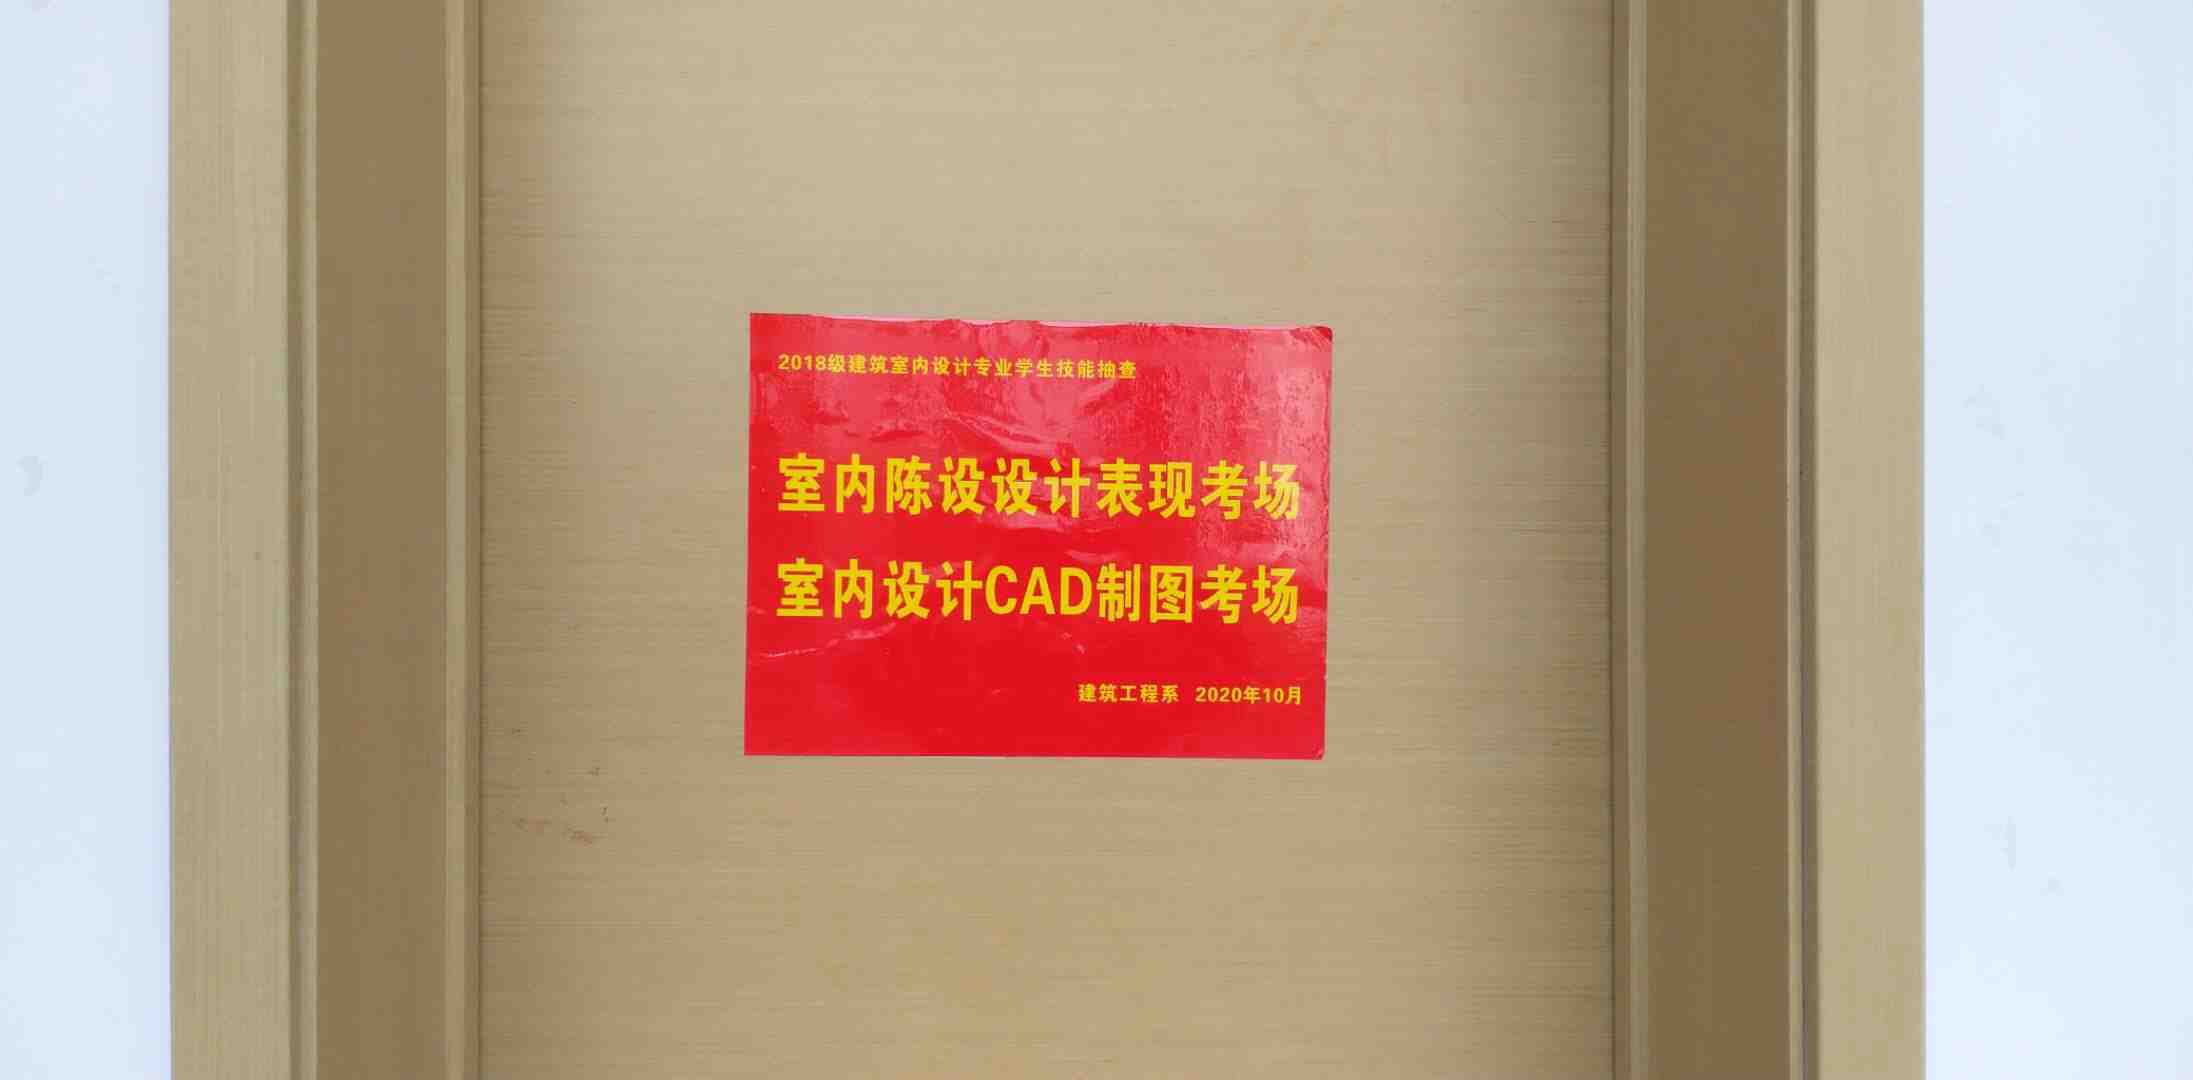 2018级建筑室内设计专业学生技能抽查
室内陈设设计表现考场
室内设计CAD制图考场
建筑工程系 2020年10月